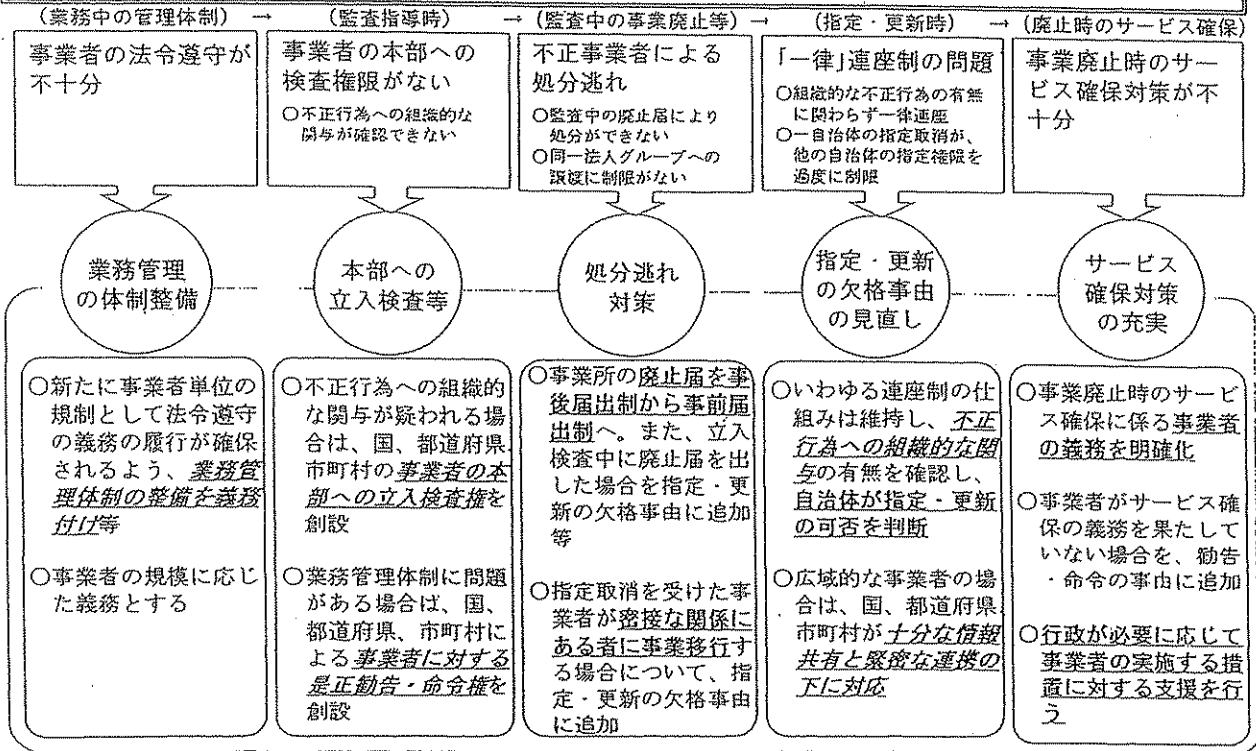 (業務中の管理体制) → (監査指導時) → (監査中の事業廃止等) → (指定・更新時) → (廃止時のサービス確保)
事業者の法令遵守が
不十分
事業者の本部への
検査権限がない
○不正行為への組織的な
関与が確認できない
不正事業者による
処分逃れ
○監査中の廃止届により
処分ができない
○同一法人グループへの
譲渡に制限がない
「一律」連座制の問題
○組織的な不正行為の有無
に関わらず一律連座
○一自治体の指定取消が、
他の自治体の指定権限を
過度に制限
事業廃止時のサー
ビス確保対策が不
十分
業務管理
の体制整備
本部への
立入検査等
処分逃れ
対策
指定・更新
の欠格事由
の見直し
サービス
確保対策
の充実
○新たに事業者単位の
規制として法令遵守
の義務の履行が確保
されるよう、業務管
理体制の整備を義務
付け等
○事業者の規模に応じ
た義務とする
○不正行為への組織的
な関与が疑われる場
合は、国、都道府県、
市町村の事業者の本
部への立入検査権を
創設
○業務管理体制に問題
がある場合は、国、
都道府県、市町村に
よる事業者に対する
是正勧告・命令権を
創設
○事業所の廃止届を事
後届出制から事前届
出制へ。また、立入
検査中に廃止届を出
した場合を指定・更
新の欠格事由に追加
等
○指定取消を受けた事
業者が密接な関係に
ある者に事業移行す
る場合について、指
定・更新の欠格事由
に追加
○いわゆる連座制の仕
組みは維持し、不正
行為への組織的な関
与の有無を確認し、
自治体が指定・更新
の可否を判断
○広域的な事業者の場
合は、国、都道府県、
市町村が十分な情報
共有と緊密な連携の
下に対応
○事業廃止時のサービ
ス確保に係る事業者
の義務を明確化
○事業者がサービス確
保の義務を果たして
いない場合を、勧告
・命令の事由に追加
○行政が必要に応じて
事業者の実施する措
置に対する支援を行
う